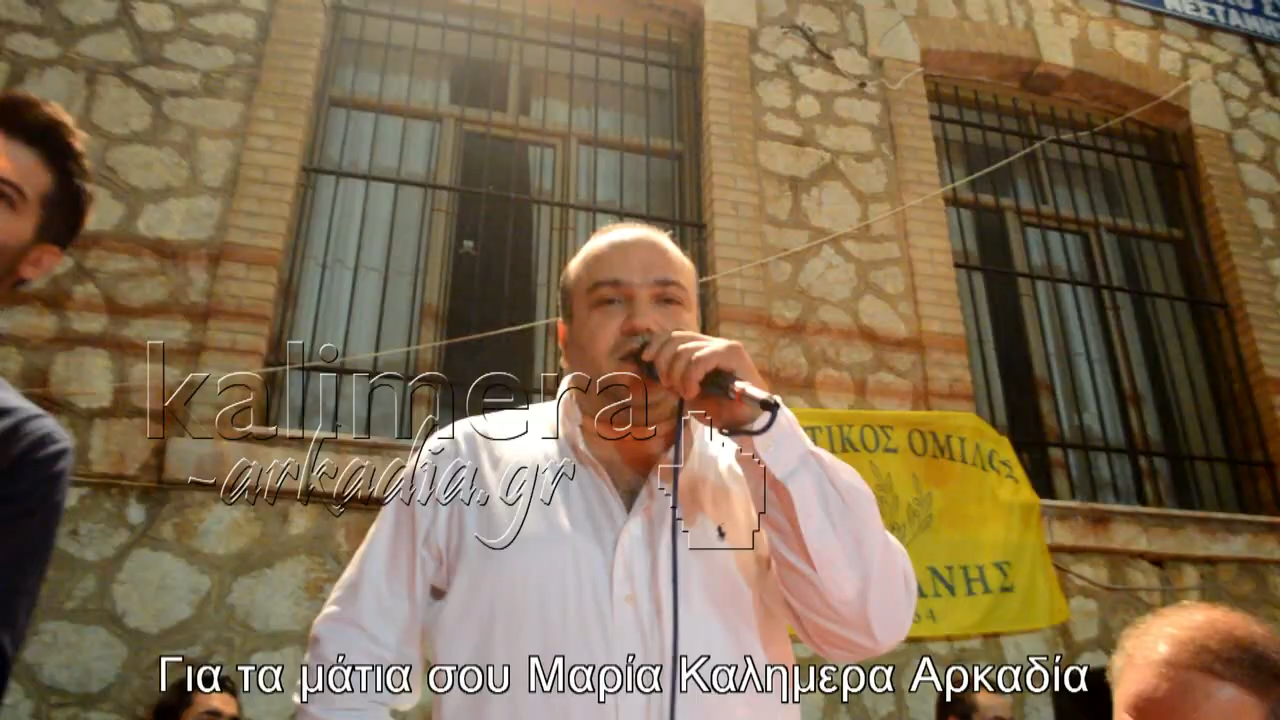 ΝΕΣΤΑΝΗ
ΤΙΚΟΣ ΟΜΙΛΟΣ
ΑΝΗΣ
kalimera
-arkadia.gr
Για τα μάτια σου Μαρία Καλημερα Αρκαδία